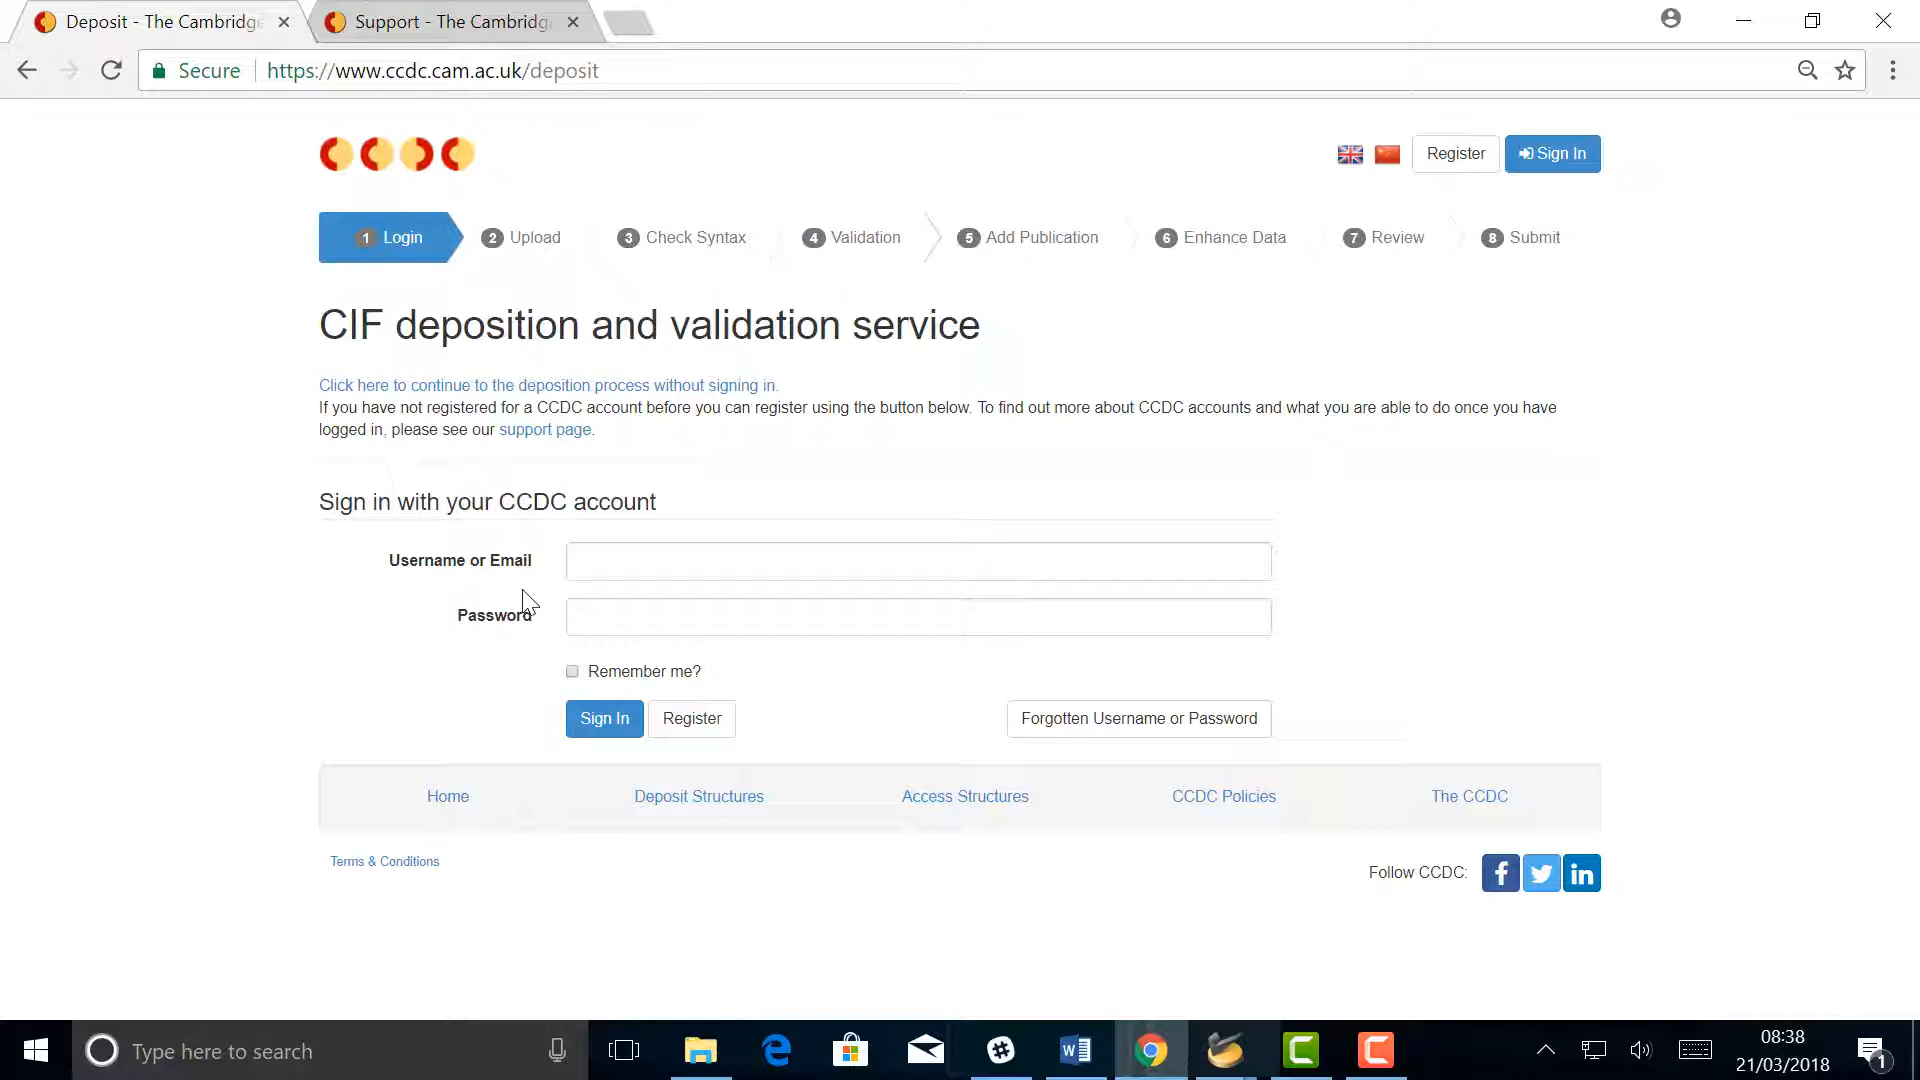 Deposit - The Cambridge
Support - The Cambridg
Secure
https://www.ccdc.cam.ac.uk/deposit
Register
Sign In
1 Login
2 Upload
3 Check Syntax
4 Validation
5 Add Publication
6 Enhance Data
7 Review
8 Submit
CIF deposition and validation service
Click here to continue to the deposition process without signing in.
If you have not registered for a CCDC account before you can register using the button below. To find out more about CCDC accounts and what you are able to do once you have
logged in, please see our support page.
Sign in with your CCDC account
Username or Email
Password
Remember me?
Sign In
Register
Forgotten Username or Password
Home
Deposit Structures
Access Structures
CCDC Policies
The CCDC
Terms & Conditions
Follow CCDC:
Type here to search
08:38
21/03/2018
1